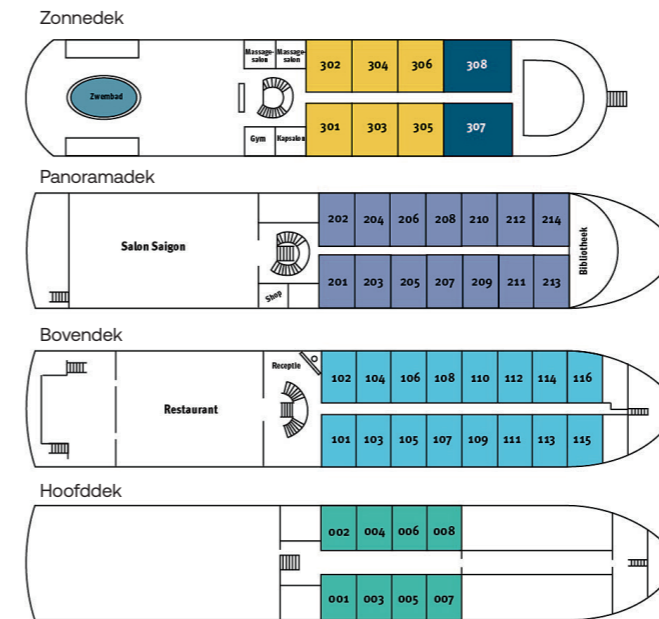 Zonnedek
Massage-
salon
Massage-
salon
302 304 306 308
Zwembad
Gym Kapsalon
301 303 305 307
Panoramadek
202 204 206 208 210 212 214
Salon Saigon
Bibliotheek
Shop
201 203 205 207 209 211 213
Bovendek
Receptie
102 104 106 108 110 112 114 116
Restaurant
101 103 105 107 109 111 113 115
Hoofddek
002 004 006 008
001 003 005 007